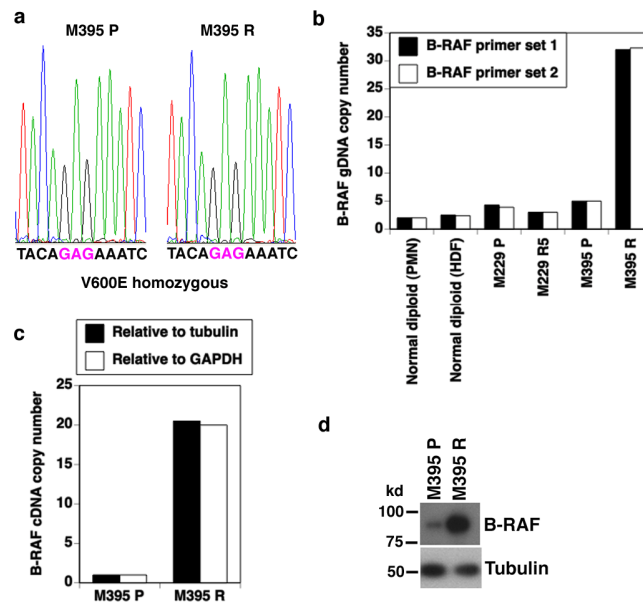 a
M395 P
M395 R
TACAGAGAAATC
TACAGAGAAATC
V600E homozygous
b
B-RAF primer set 1
B-RAF primer set 2
B-RAF gDNA copy number
35
30
25
20
15
10
5
0
Normal diploid (PMN)
Normal diploid (HDF)
M229 P
M229 R5
M395 P
M395 R
c
Relative to tubulin
Relative to GAPDH
B-RAF cDNA copy number
25
20
15
10
5
0
M395 P
M395 R
d
M395 P
M395 R
kd
100
75
B-RAF
50
Tubulin